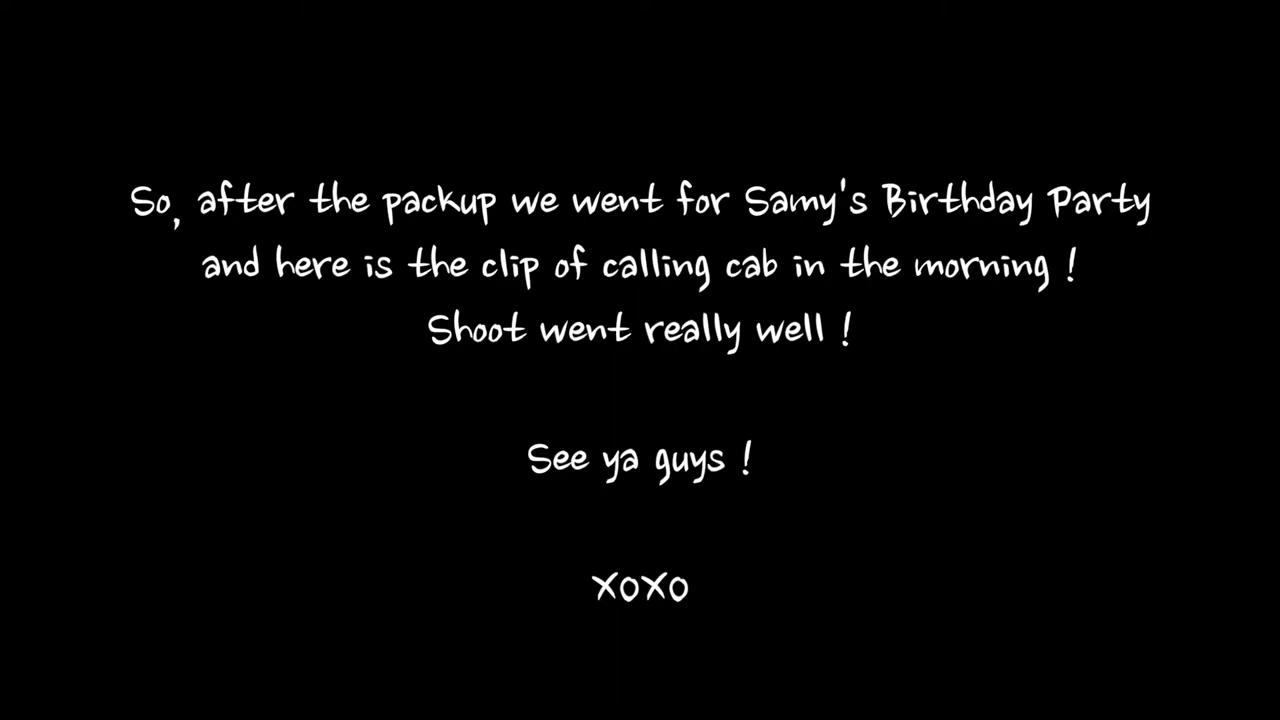 So, after the packup we went for Samy's Birthday Party
and here is the clip of calling cab in the morning !
Shoot went really well !
See ya guys !
xoxo